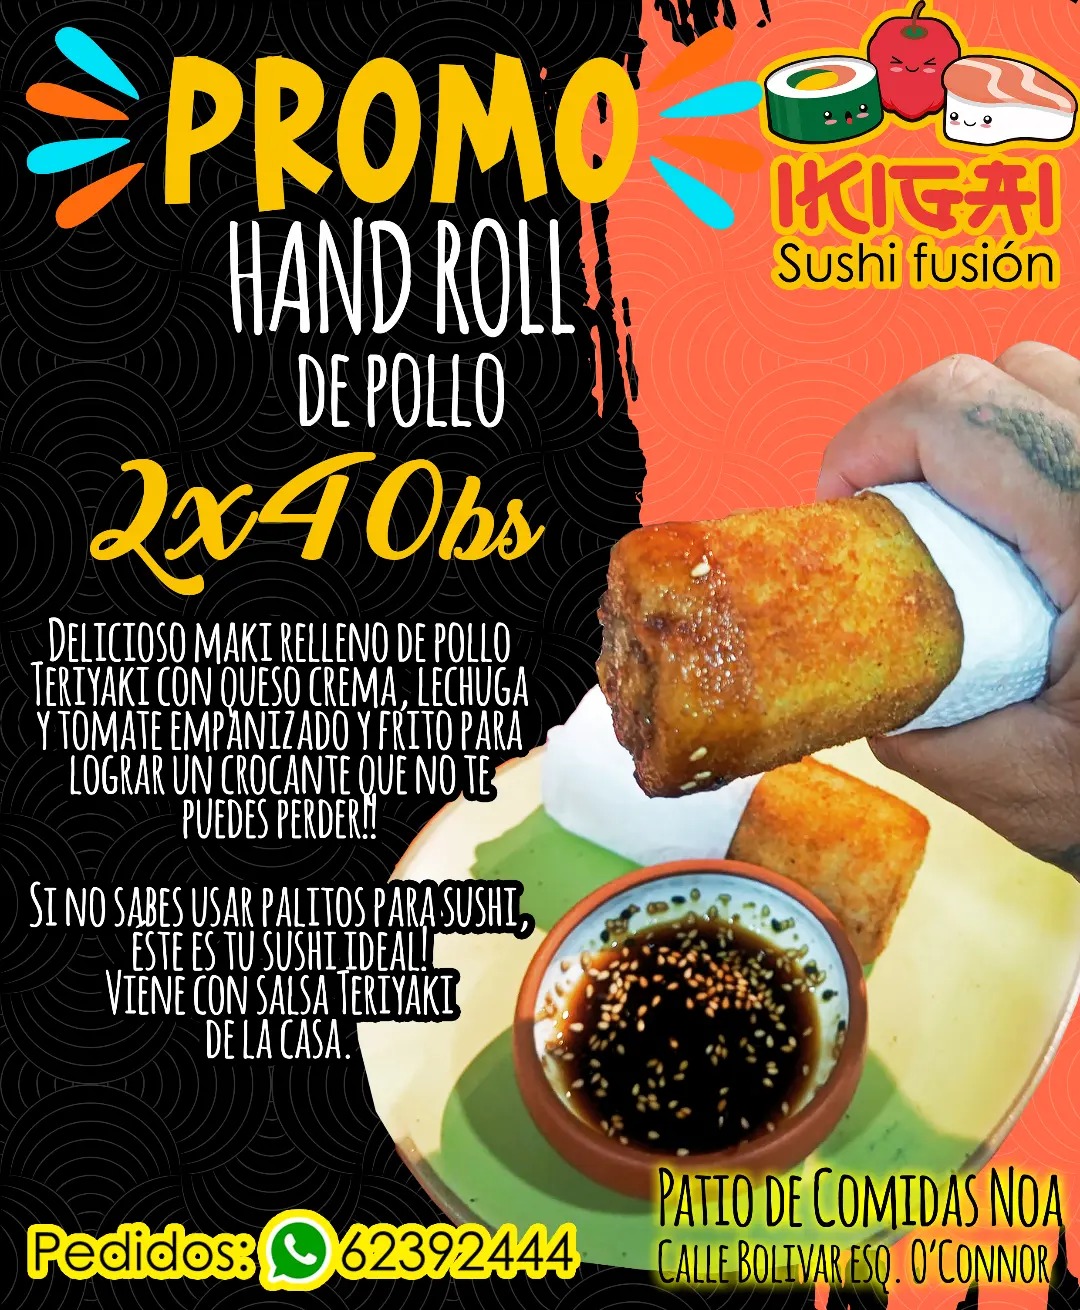 PROMO
IKIGAI
Sushi fusión
HAND ROLL
DE POLLO
2x40bs
DELICIOSO MAKI RELLENO DE POLLO
TERIYAKI CON QUESO CREMA, LECHUGA
Y TOMATE EMPANIZADO Y FRITO PARA
LOGRAR UN CROCANTE QUE NO TE
PUEDES PERDER!!
SI NO SABES USAR PALITOS PARA SUSHI,
ÉSTE ES TU SUSHI IDEAL!
VIENE CON SALSA TERIYAKI
DE LA CASA.
PATIO DE COMIDAS NOA
CALLE BOLIVAR ESQ. O'CONNOR
Pedidos: 62392444